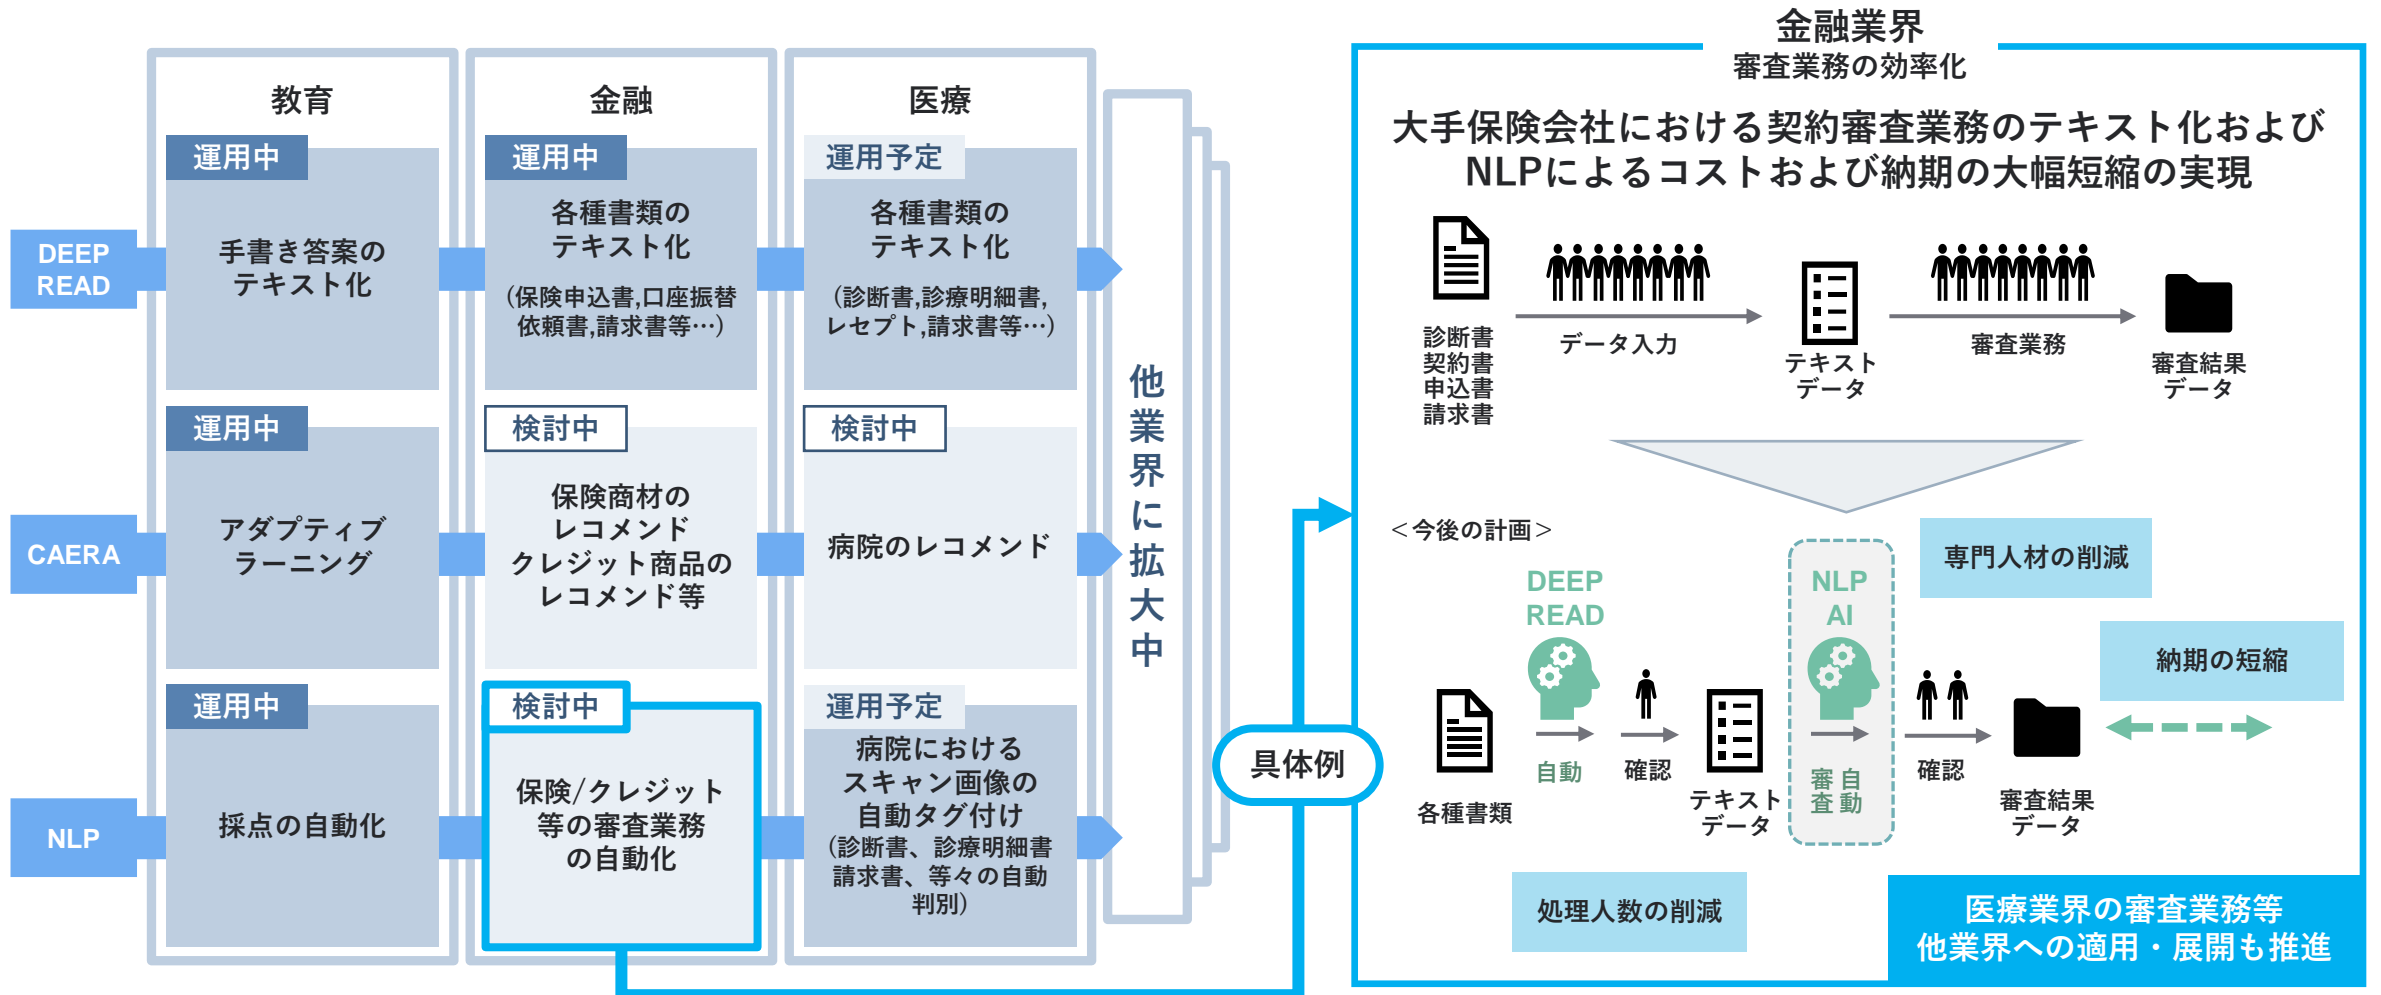 教育
金融
医療
DEEP
READ
運用中
手書き答案の
テキスト化
運用中
各種書類の
テキスト化
(保険申込書,口座振替
依頼書,請求書等…)
運用予定
各種書類の
テキスト化
(診断書,診療明細書,
レセプト,請求書等…)
CAERA
運用中
アダプティブ
ラーニング
検討中
保険商材の
レコメンド
クレジット商品の
レコメンド等
検討中
病院のレコメンド
NLP
運用中
採点の自動化
検討中
保険/クレジット
等の審査業務
の自動化
運用予定
病院における
スキャン画像の
自動タグ付け
(診断書、診療明細書
請求書、等々の自動
判別)
他業界に拡大中
具体例
金融業界
審査業務の効率化
大手保険会社における契約審査業務のテキスト化および
NLPによるコストおよび納期の大幅短縮の実現
診断書
契約書
申込書
請求書
データ入力
テキスト
データ
審査業務
審査結果
データ
＜今後の計画＞
専門人材の削減
納期の短縮
各種書類
DEEP
READ
自動
確認
テキスト
データ
NLP
AI
自動
審査
確認
審査結果
データ
処理人数の削減
医療業界の審査業務等
他業界への適用・展開も推進